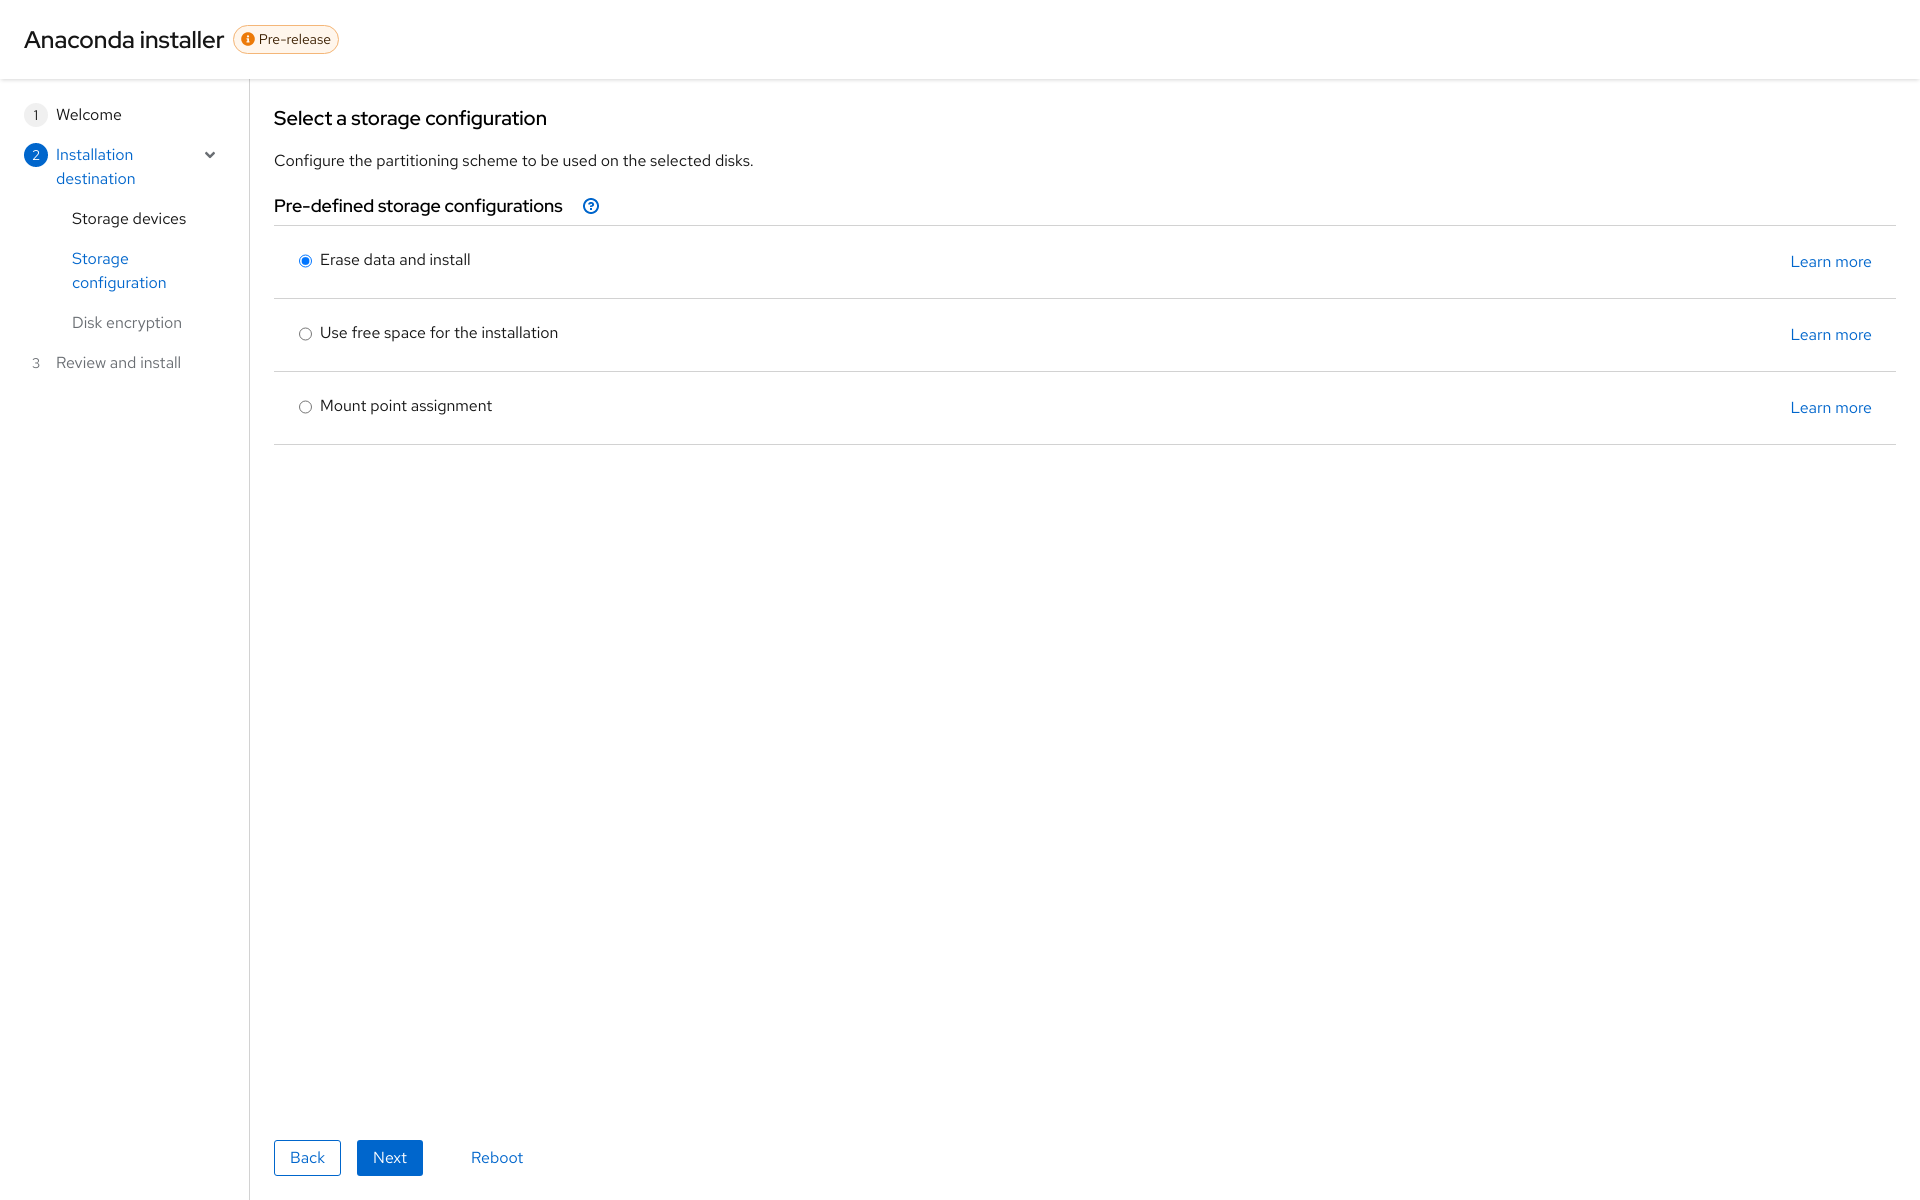 Anaconda installer
Pre-release
1 Welcome
2 Installation
destination
Storage devices
Storage
configuration
Disk encryption
3 Review and install
Select a storage configuration
Configure the partitioning scheme to be used on the selected disks.
Pre-defined storage configurations
Erase data and install Learn more
Use free space for the installation Learn more
Mount point assignment Learn more
Back Next Reboot